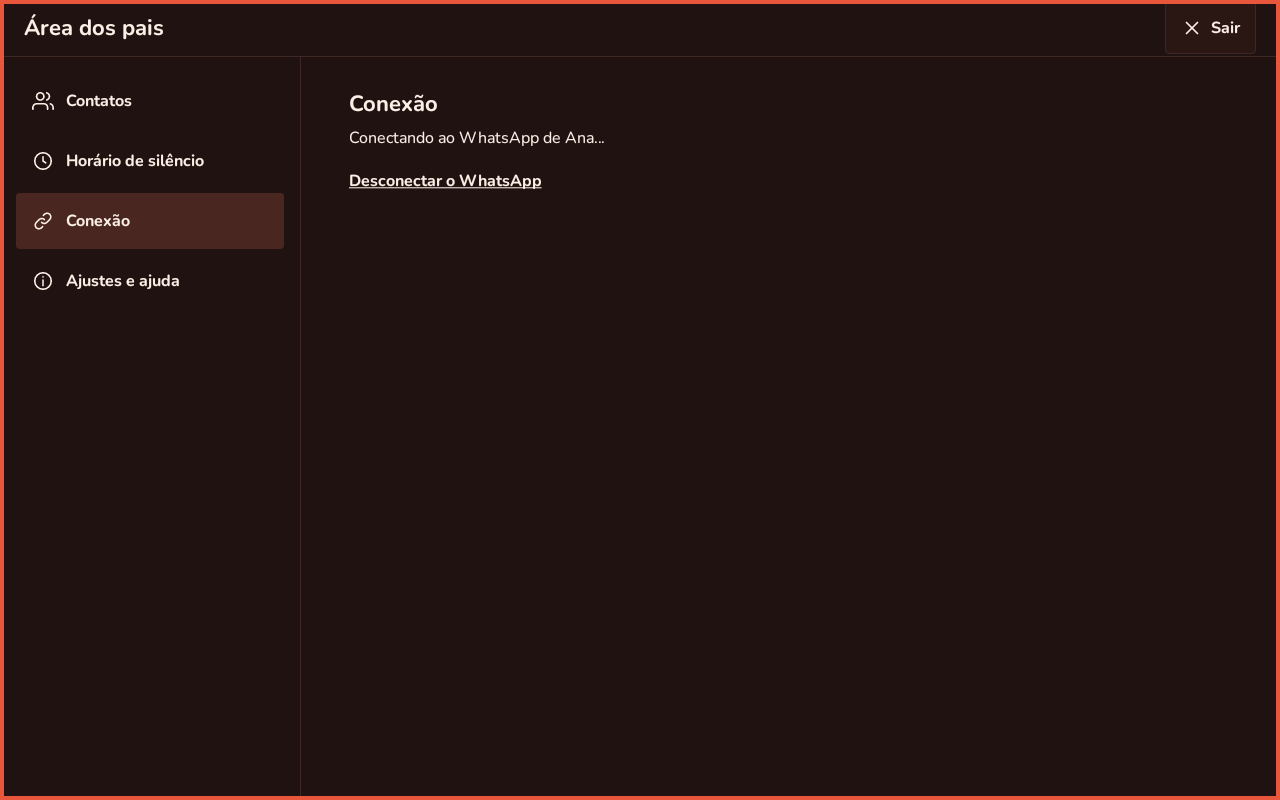 Área dos pais
Sair
Contatos
Horário de silêncio
Conexão
Ajustes e ajuda
Conexão
Conectando ao WhatsApp de Ana...
Desconectar o WhatsApp